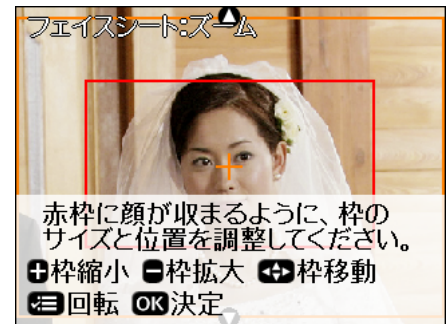 フェイスシート:ズーム
赤枠に顔が収まるように、枠の
サイズと位置を調整してください。
+枠縮小 -枠拡大 枠移動
回転 OK決定